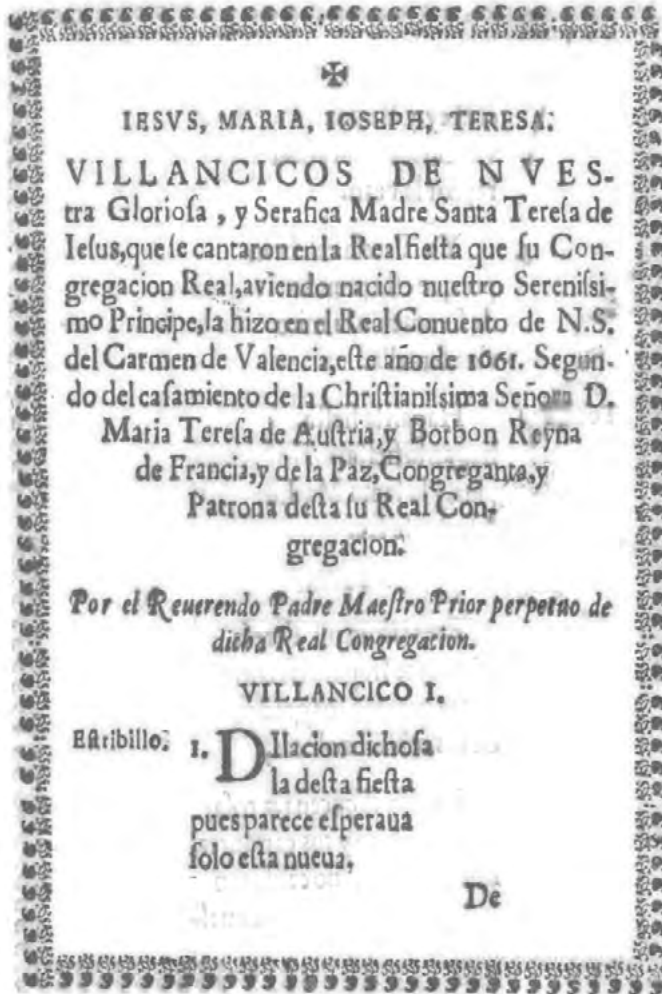 ✠
IESVS, MARIA, IOSEPH, TERESA.
VILLANCICOS DE NVES-
tra Glorioſa, y Serafica Madre Santa Tereſa de
Ieſus, que ſe cantaron en la Real fieſta que ſu Con-
gregacion Real, aviendo nacido nueſtro Sereniſsi-
mo Principe, la hizo en el Real Conuento de N.S.
del Carmen de Valencia, eſte año de 1661. Segun-
do del caſamiento de la Chriſtianiſsima Señora D.
Maria Tereſa de Auſtria, y Borbon Reyna
de Francia, y de la Paz, Congregante, y
Patrona deſta ſu Real Con-
gregacion.
Por el Reuerendo Padre Maeſtro Prior perpetuo de
dicha Real Congregacion.
VILLANCICO I.
Eſtribillo. 1. DIlacion dichoſa
la deſta fieſta
pues parece eſperaua
ſolo eſta nueua,
De